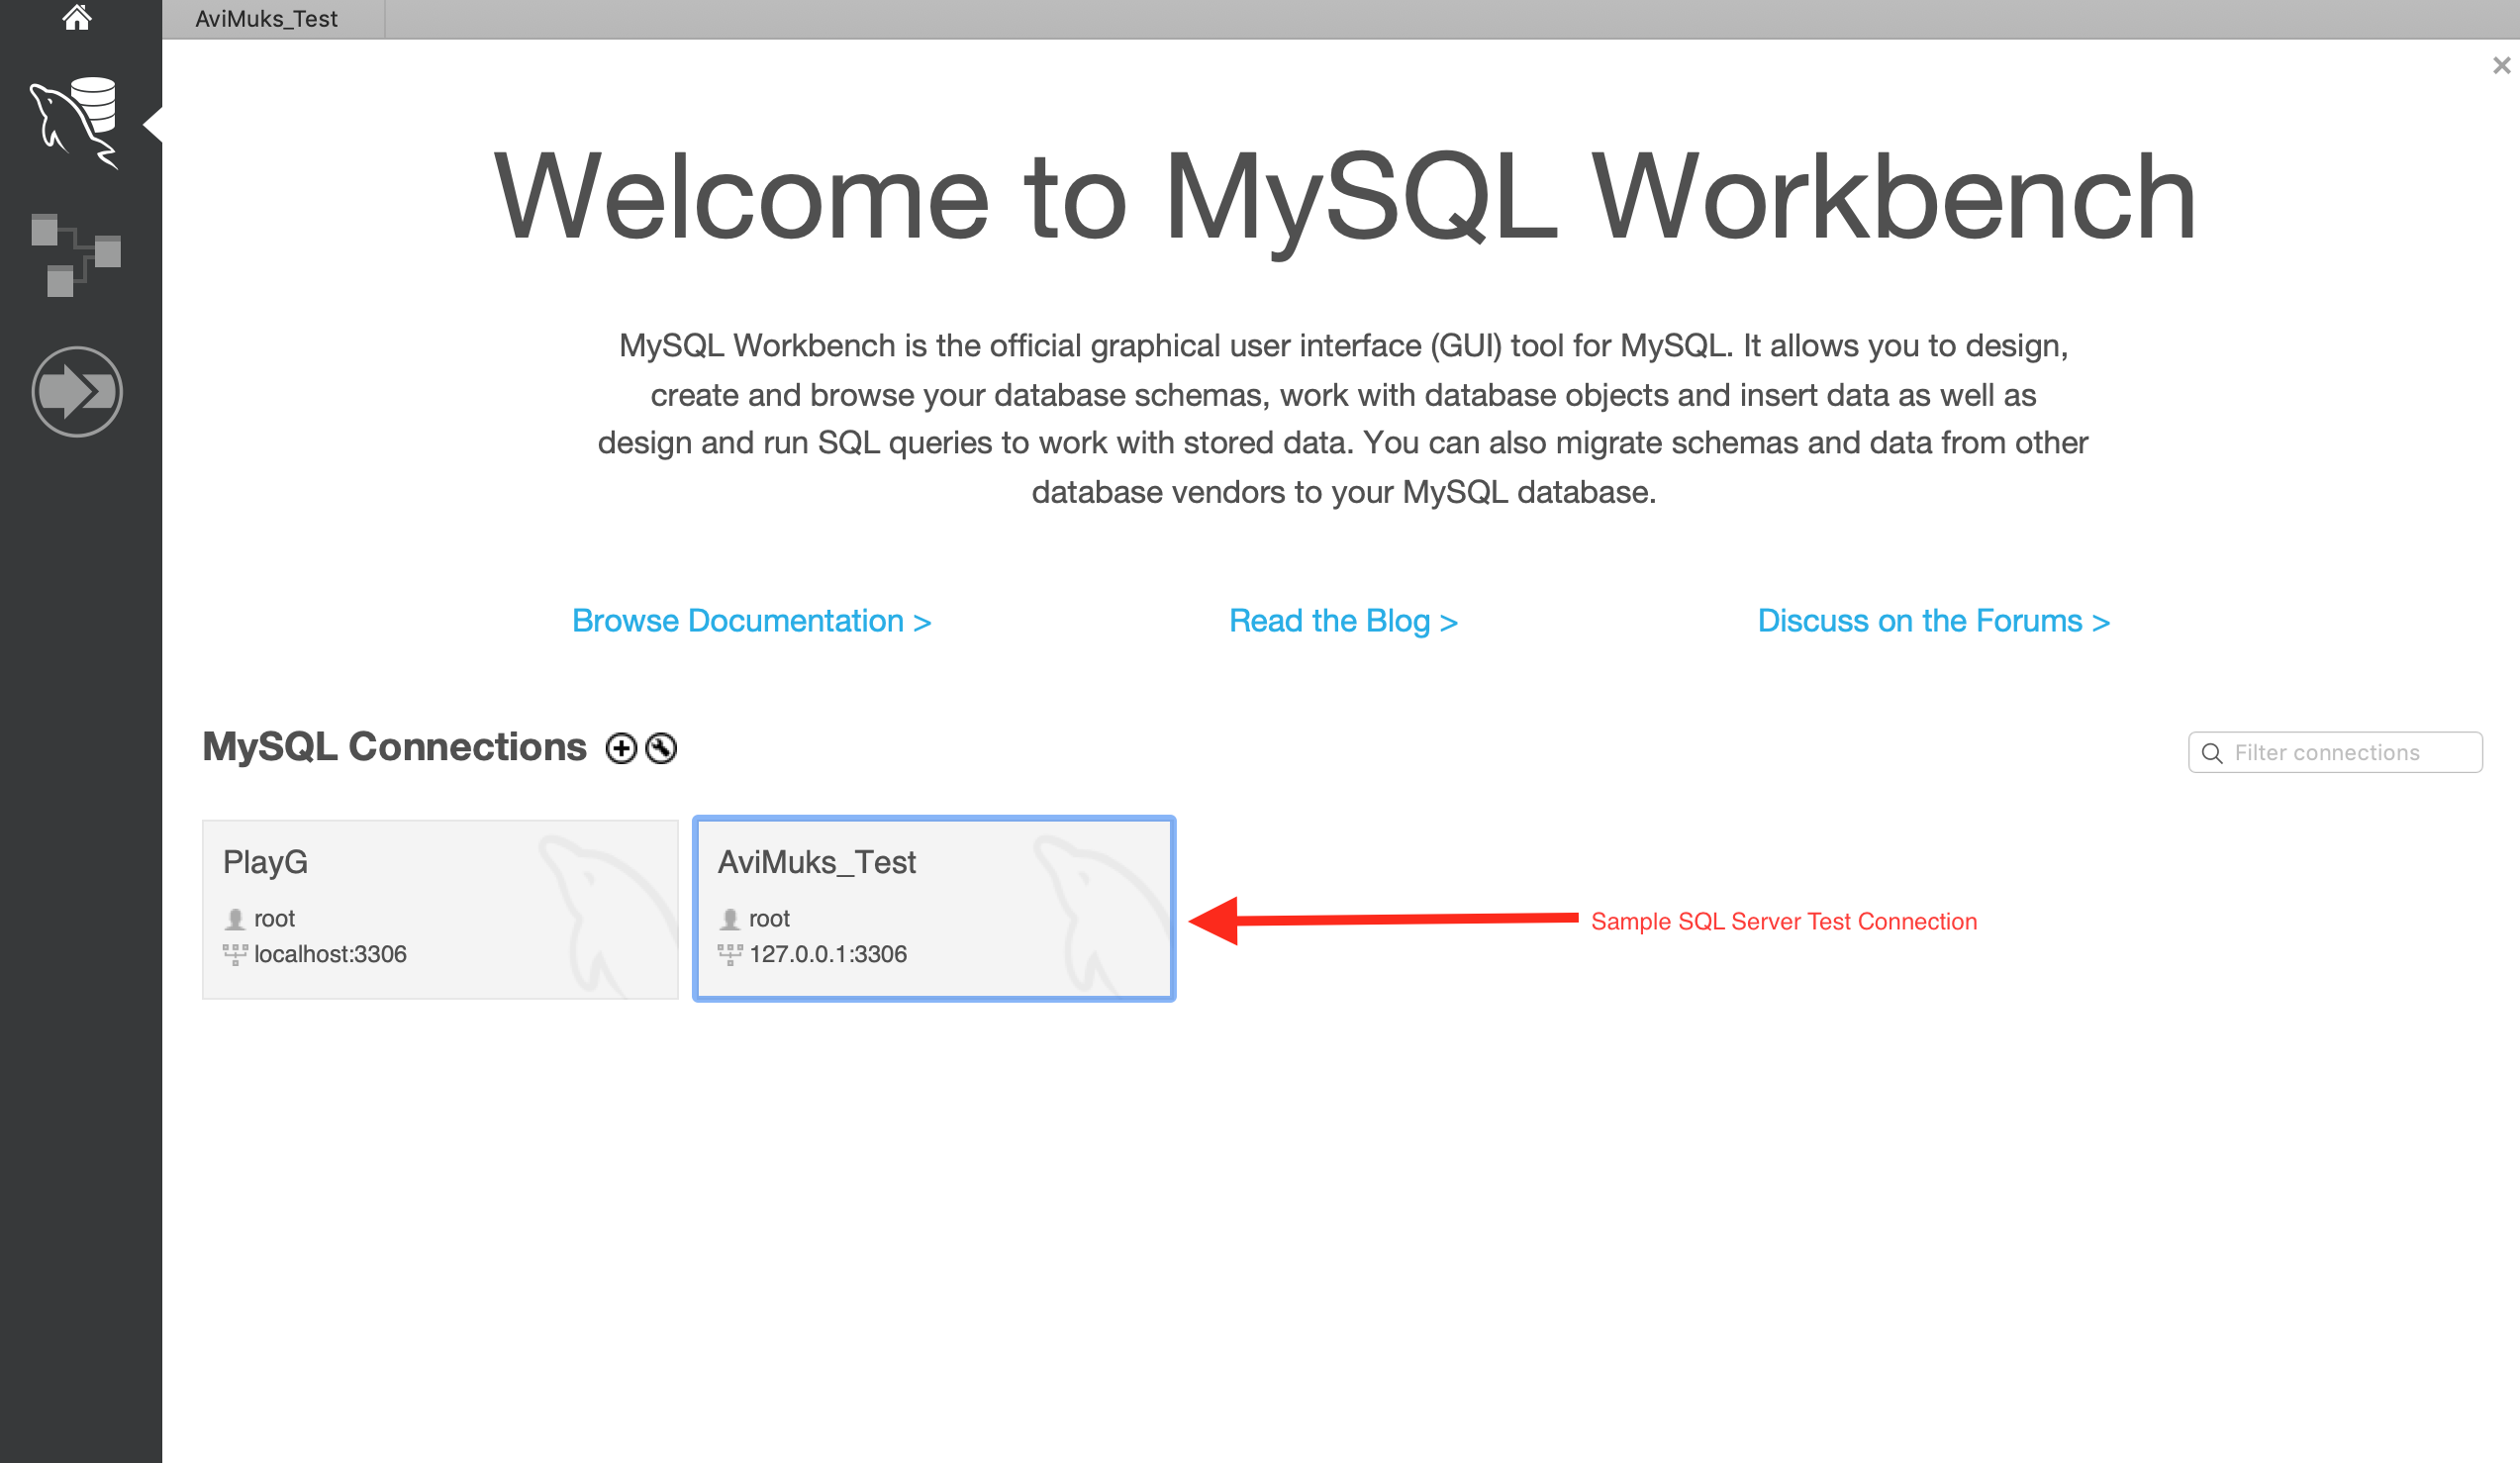 AviMuks_Test
Welcome to MySQL Workbench
MySQL Workbench is the official graphical user interface (GUI) tool for MySQL. It allows you to design,
create and browse your database schemas, work with database objects and insert data as well as
design and run SQL queries to work with stored data. You can also migrate schemas and data from other
database vendors to your MySQL database.
Browse Documentation >
Read the Blog >
Discuss on the Forums >
MySQL Connections
Filter connections
PlayG
root
localhost:3306
AviMuks_Test
root
127.0.0.1:3306
Sample SQL Server Test Connection